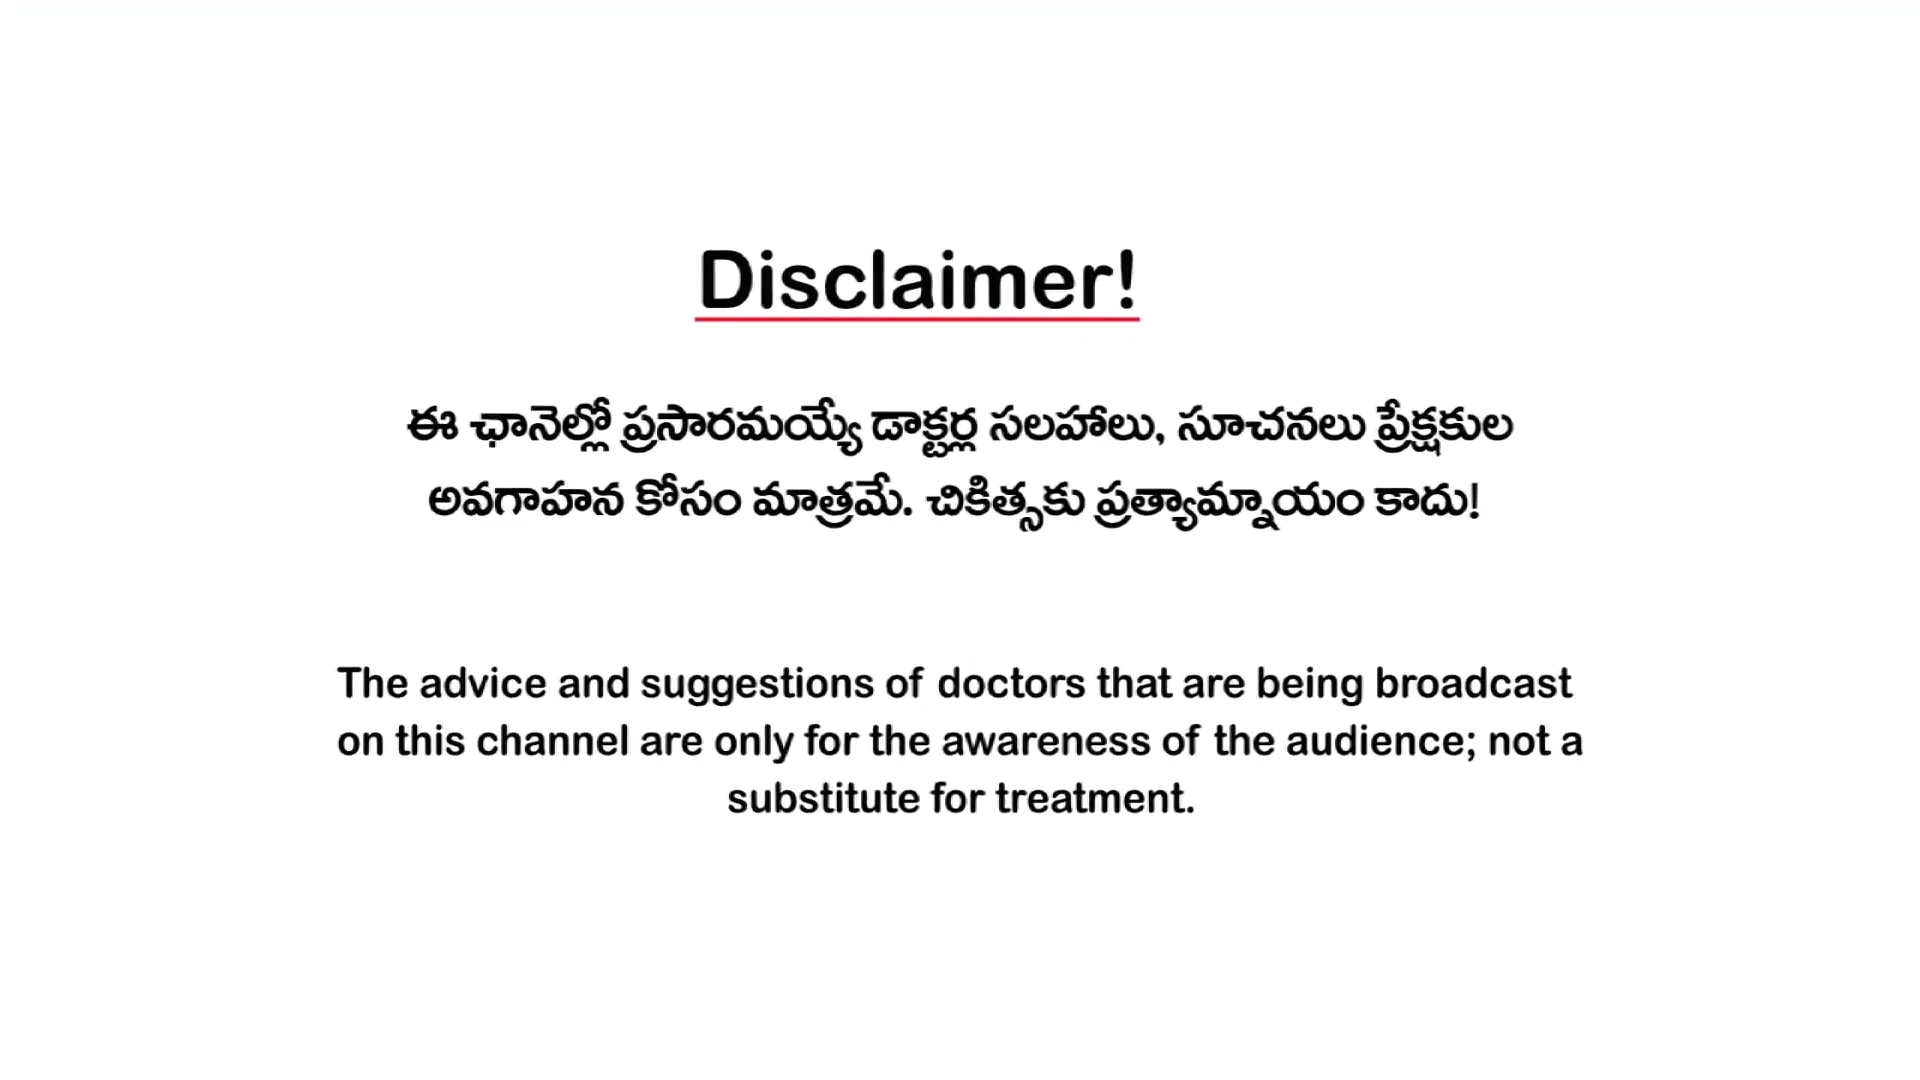 Disclaimer!
ఈ ఛానెల్లో ప్రసారమయ్యే డాక్టర్ల సలహాలు, సూచనలు ప్రేక్షకుల
అవగాహన కోసం మాత్రమే. చికిత్సకు ప్రత్యామ్నాయం కాదు!
The advice and suggestions of doctors that are being broadcast
on this channel are only for the awareness of the audience; not a
substitute for treatment.